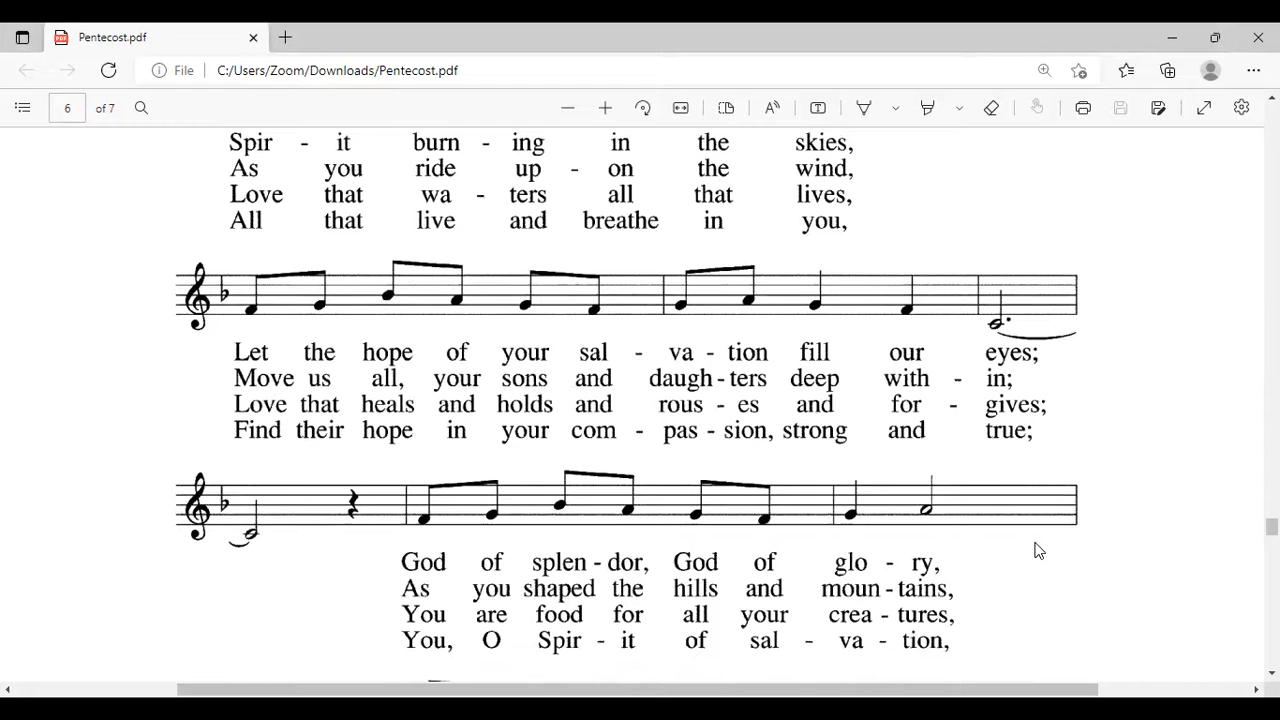 Pentecost.pdf
File C:/Users/Zoom/Downloads/Pentecost.pdf
6 of 7
Spir - it burn - ing in the skies,
As you ride up - on the wind,
Love that wa - ters all that lives,
All that live and breathe in you,
Let the hope of your sal - va - tion fill our eyes;
Move us all, your sons and daugh - ters deep with - in;
Love that heals and holds and rous - es and for - gives;
Find their hope in your com - pas - sion, strong and true;
God of splen - dor, God of glo - ry,
As you shaped the hills and moun - tains,
You are food for all your crea - tures,
You, O Spir - it of sal - va - tion,